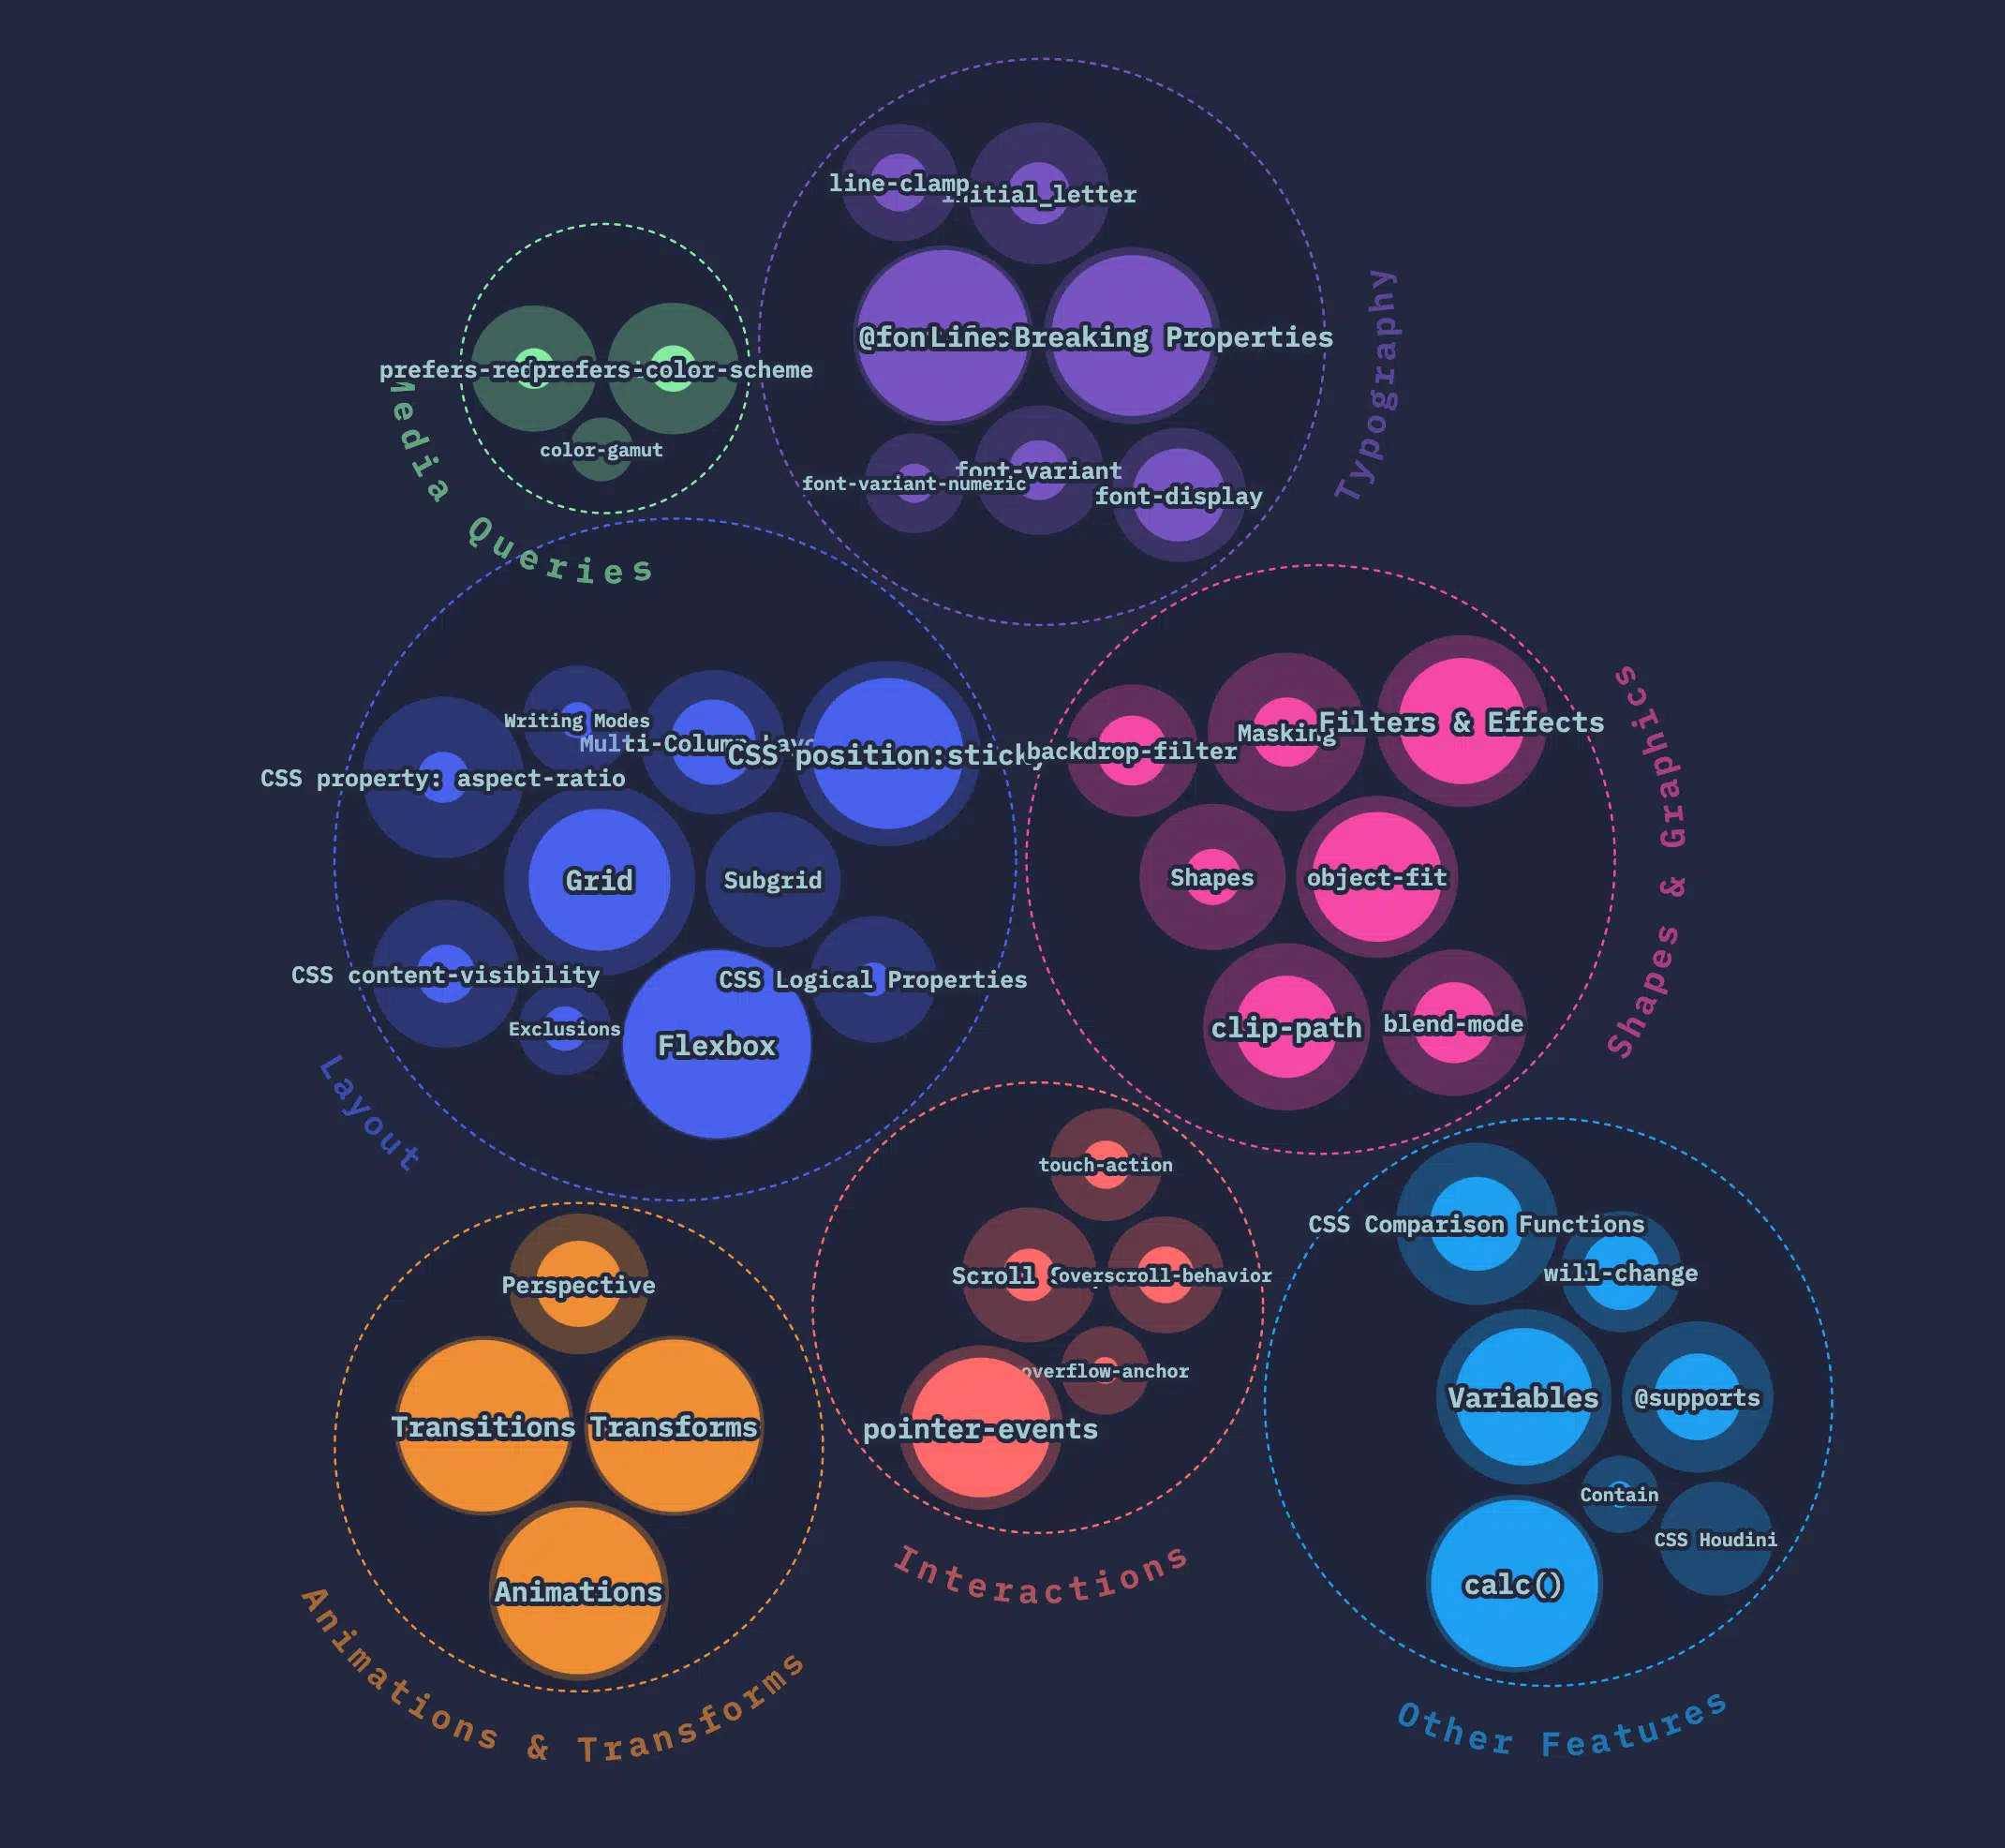 line-clamp
initial_letter
@fon
Line Breaking Properties
font-variant
font-variant-numeric
font-display
Typography
prefers-red
prefers-color-scheme
color-gamut
Media Queries
Writing Modes
Multi-Column Layo
CSS position:sticky
CSS property: aspect-ratio
Grid
Subgrid
CSS content-visibility
CSS Logical Properties
Exclusions
Flexbox
Layout
Filters & Effects
Masking
backdrop-filter
Shapes
object-fit
clip-path
blend-mode
Shapes & Graphics
touch-action
Scroll
overscroll-behavior
overflow-anchor
pointer-events
Interactions
Perspective
Transitions
Transforms
Animations
Animations & Transforms
CSS Comparison Functions
will-change
Variables
@supports
Contain
CSS Houdini
calc()
Other Features